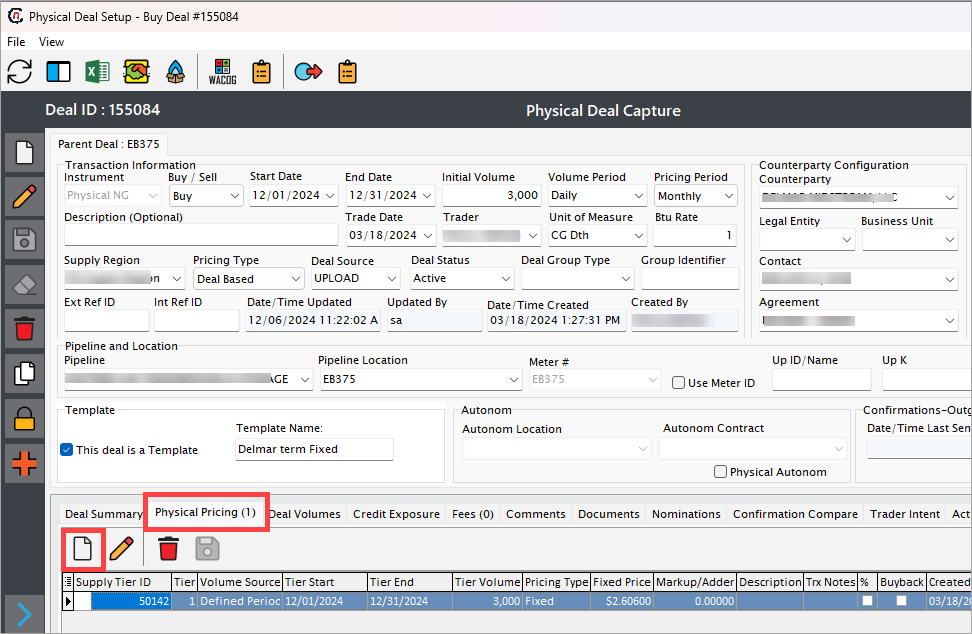 Physical Deal Setup - Buy Deal #155084
File View
WACOG
Deal ID : 155084 Physical Deal Capture
Parent Deal : EB375
Transaction Information Counterparty Configuration
Instrument Buy / Sell Start Date End Date Initial Volume Volume Period Pricing Period Counterparty
Physical NG Buy 12/01/2024 12/31/2024 3,000 Daily Monthly
Description (Optional) Trade Date Trader Unit of Measure Btu Rate Legal Entity Business Unit
03/18/2024 CG Dth 1
Supply Region Pricing Type Deal Source Deal Status Deal Group Type Group Identifier Contact
Deal Based UPLOAD Active
Ext Ref ID Int Ref ID Date/Time Updated Updated By Date/Time Created Created By Agreement
12/06/2024 11:22:02 A sa 03/18/2024 1:27:31 PM
Pipeline and Location
Pipeline Pipeline Location Meter # Up ID/Name Up K
AGE EB375 EB375 Use Meter ID
Template Autonom Confirmations-Outg
Template Name: Autonom Location Autonom Contract Date/Time Last Sen
This deal is a Template Delmar term Fixed
Physical Autonom
Deal Summary Physical Pricing (1) Deal Volumes Credit Exposure Fees (0) Comments Documents Nominations Confirmation Compare Trader Intent Act
Supply Tier ID Tier Volume Source Tier Start Tier End Tier Volume Pricing Type Fixed Price Markup/Adder Description Trx Notes % Buyback Created
50142 1 Defined Perioc 12/01/2024 12/31/2024 3,000 Fixed $2.60600 0.00000 03/18/20